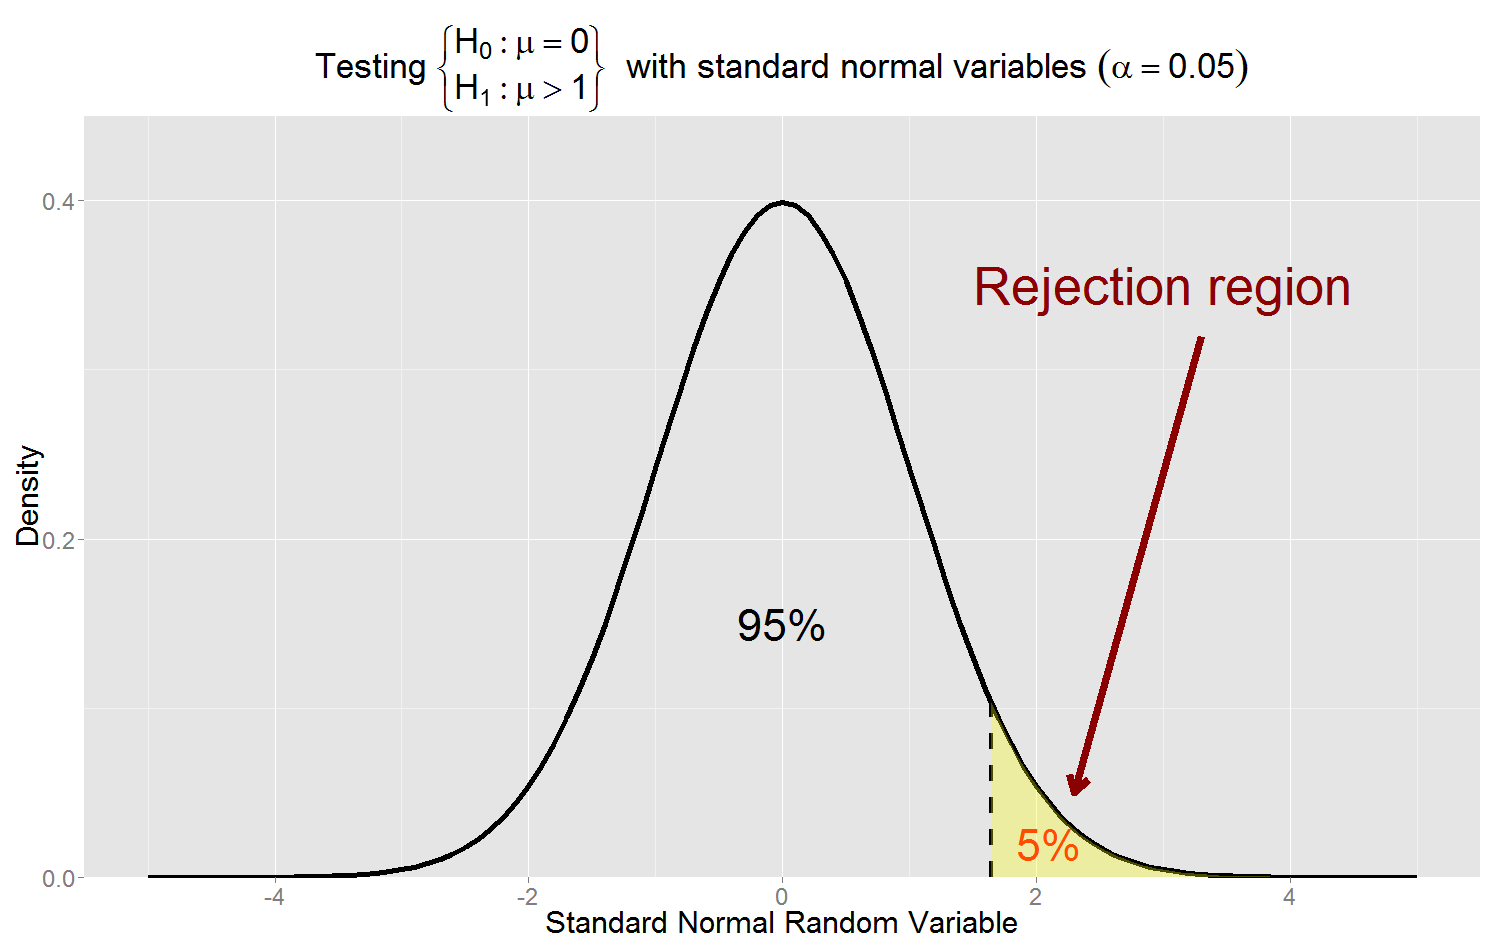 Testing {H₀ : μ = 0
H₁ : μ > 1} with standard normal variables (α = 0.05)
Rejection region
95%
5%
Density
0.4
0.2
0.0
-4 -2 0 2 4
Standard Normal Random Variable